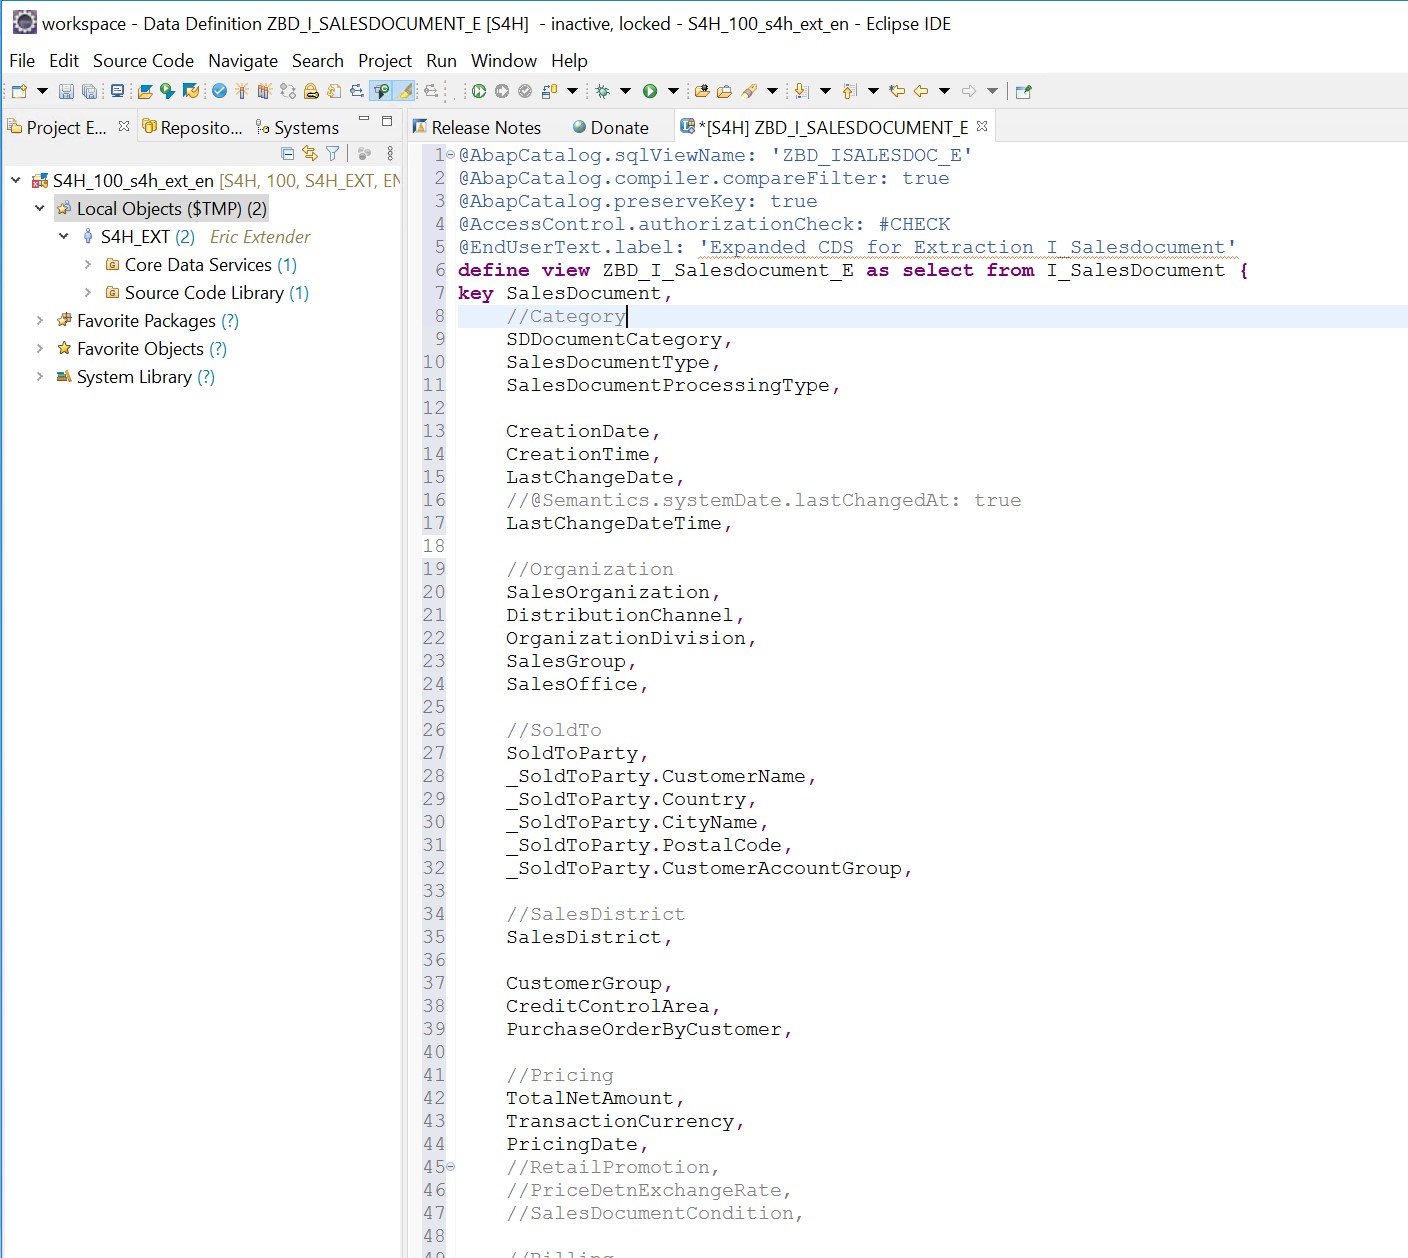 workspace - Data Definition ZBD_I_SALESDOCUMENT_E [S4H]  - inactive, locked - S4H_100_s4h_ext_en - Eclipse IDE
File Edit Source Code Navigate Search Project Run Window Help
Project E... Reposito... Systems
Release Notes Donate *[S4H] ZBD_I_SALESDOCUMENT_E
S4H_100_s4h_ext_en [S4H, 100, S4H_EXT, EN
Local Objects ($TMP) (2)
S4H_EXT (2) Eric Extender
Core Data Services (1)
Source Code Library (1)
Favorite Packages (?)
Favorite Objects (?)
System Library (?)
1 @AbapCatalog.sqlViewName: 'ZBD_ISALESDOC_E'
2 @AbapCatalog.compiler.compareFilter: true
3 @AbapCatalog.preserveKey: true
4 @AccessControl.authorizationCheck: #CHECK
5 @EndUserText.label: 'Expanded CDS for Extraction I_Salesdocument'
6 define view ZBD_I_Salesdocument_E as select from I_SalesDocument {
7 key SalesDocument,
8 //Category
9 SDDocumentCategory,
10 SalesDocumentType,
11 SalesDocumentProcessingType,
12
13 CreationDate,
14 CreationTime,
15 LastChangeDate,
16 //@Semantics.systemDate.lastChangedAt: true
17 LastChangeDateTime,
18
19 //Organization
20 SalesOrganization,
21 DistributionChannel,
22 OrganizationDivision,
23 SalesGroup,
24 SalesOffice,
25
26 //SoldTo
27 SoldToParty,
28 _SoldToParty.CustomerName,
29 _SoldToParty.Country,
30 _SoldToParty.CityName,
31 _SoldToParty.PostalCode,
32 _SoldToParty.CustomerAccountGroup,
33
34 //SalesDistrict
35 SalesDistrict,
36
37 CustomerGroup,
38 CreditControlArea,
39 PurchaseOrderByCustomer,
40
41 //Pricing
42 TotalNetAmount,
43 TransactionCurrency,
44 PricingDate,
45 //RetailPromotion,
46 //PriceDetnExchangeRate,
47 //SalesDocumentCondition,
48
49 //Billing